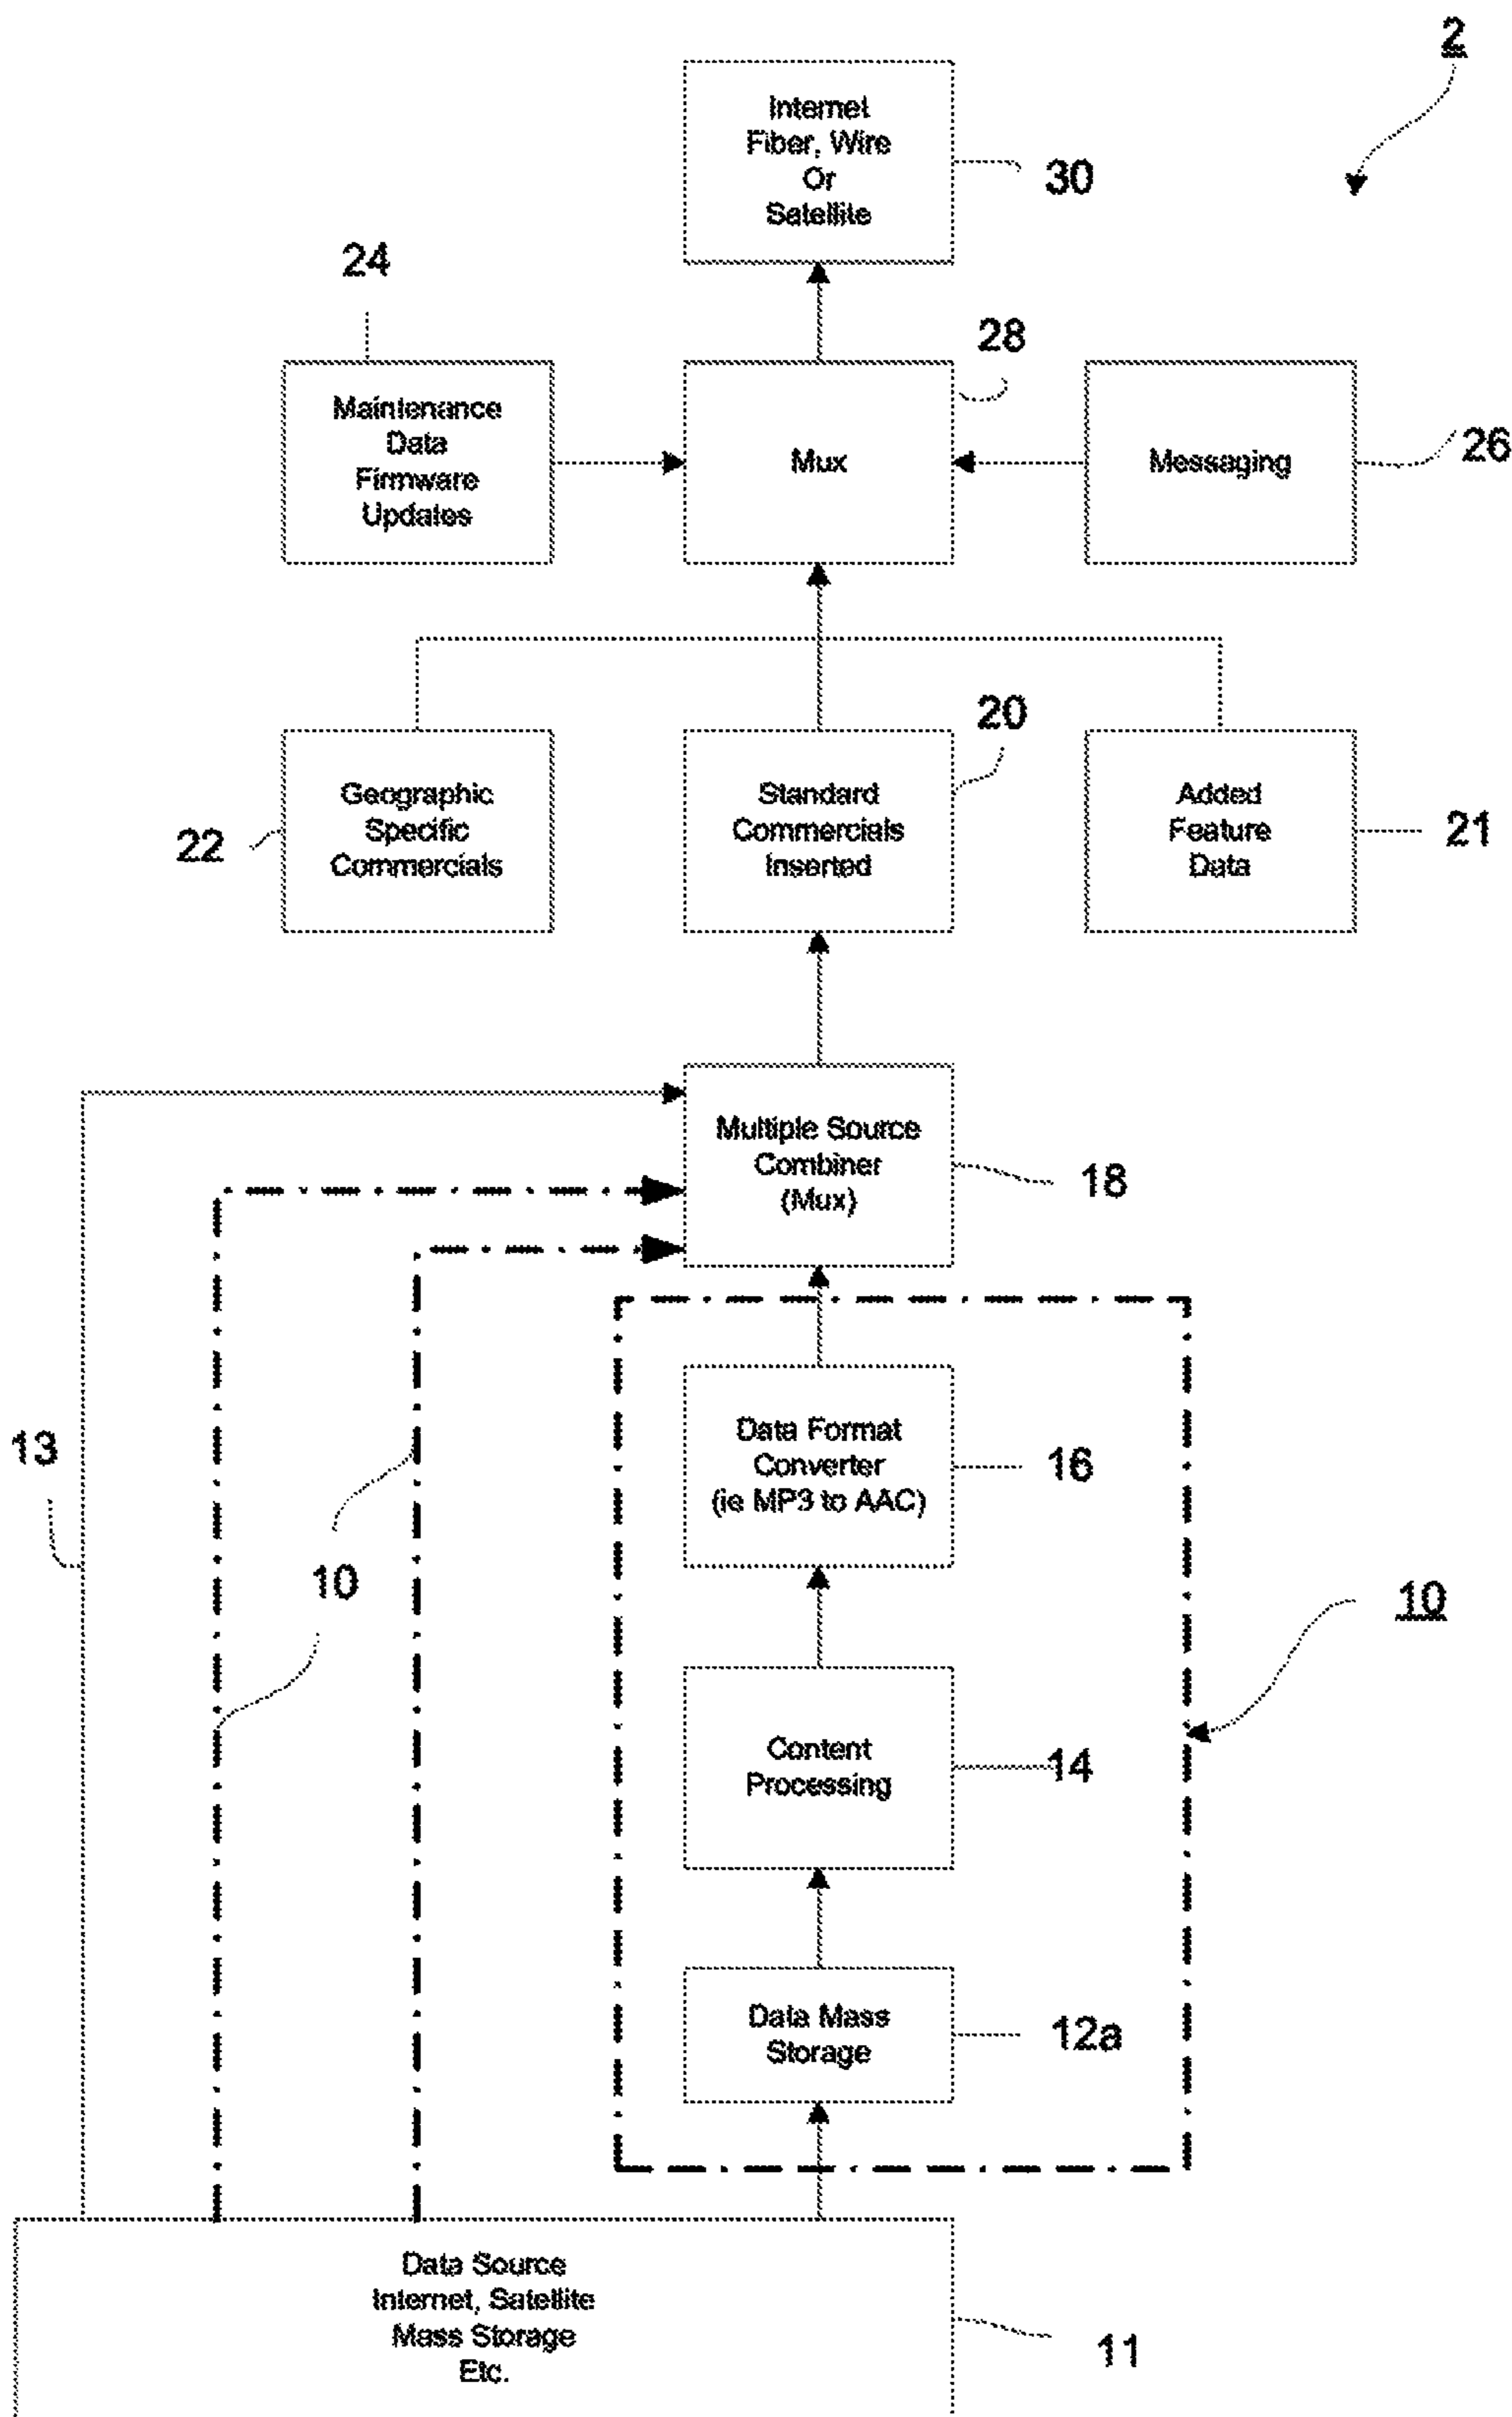 2
Internet
Fiber, Wire
Or
Satellite
30
24
28
Maintenance
Data
Firmware
Updates
Mux
Messaging
26
20
Geographic
Specific
Commercials
22
Standard
Commercials
Inserted
Added
Feature
Data
21
Multiple Source
Combiner
(Mux)
18
13
Data Format
Converter
(ie MP3 to AAC)
16
10
10
Content
Processing
14
Data Mass
Storage
12a
Data Source
Internet, Satellite
Mass Storage
Etc.
11